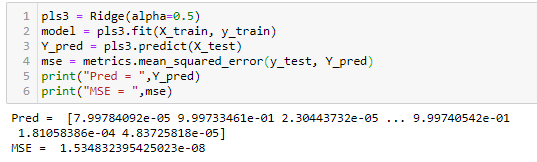 1 pls3 = Ridge(alpha=0.5)
2 model = pls3.fit(X_train, y_train)
3 Y_pred = pls3.predict(X_test)
4 mse = metrics.mean_squared_error(y_test, Y_pred)
5 print("Pred = ",Y_pred)
6 print("MSE = ",mse)
Pred =  [7.99784092e-05 9.99733461e-01 2.30443732e-05 ... 9.99740542e-01
 1.81058386e-04 4.83725818e-05]
MSE =  1.534832395425023e-08